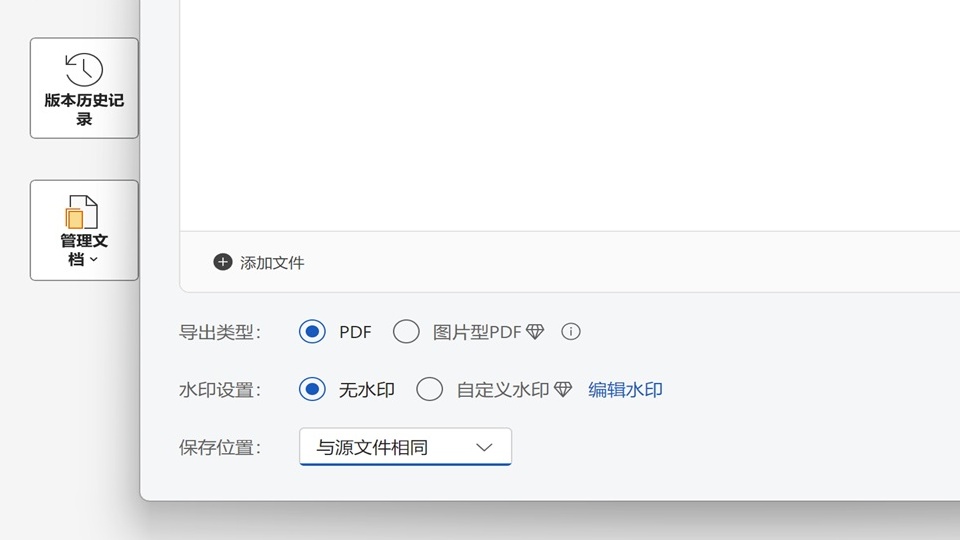 版本历史记
录
管理文
档
添加文件
导出类型： PDF 图片型PDF
水印设置： 无水印 自定义水印 编辑水印
保存位置： 与源文件相同